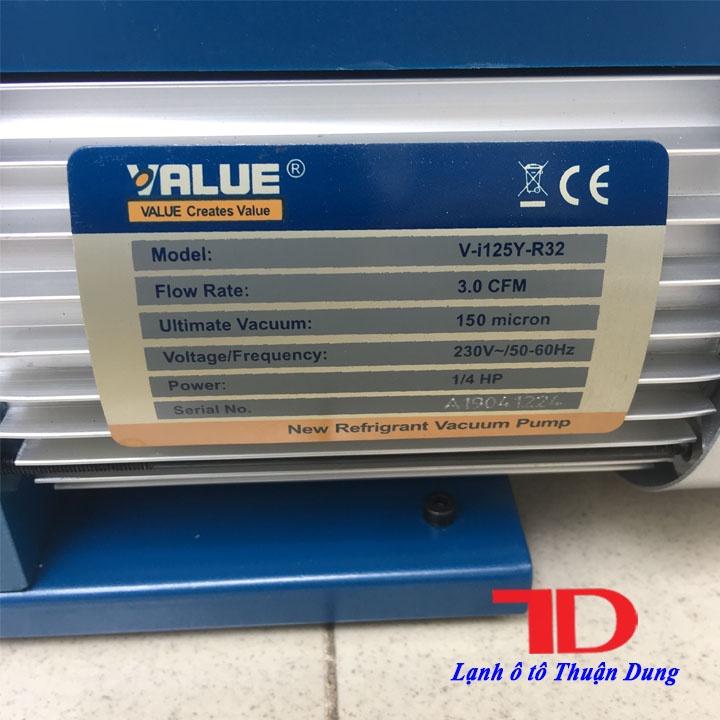 VALUE®
VALUE Creates Value
CE
Model: V-i125Y-R32
Flow Rate: 3.0 CFM
Ultimate Vacuum: 150 micron
Voltage/Frequency: 230V~/50-60Hz
Power: 1/4 HP
Serial No. A19041224
New Refrigrant Vacuum Pump
TD
Lạnh ô tô Thuận Dung